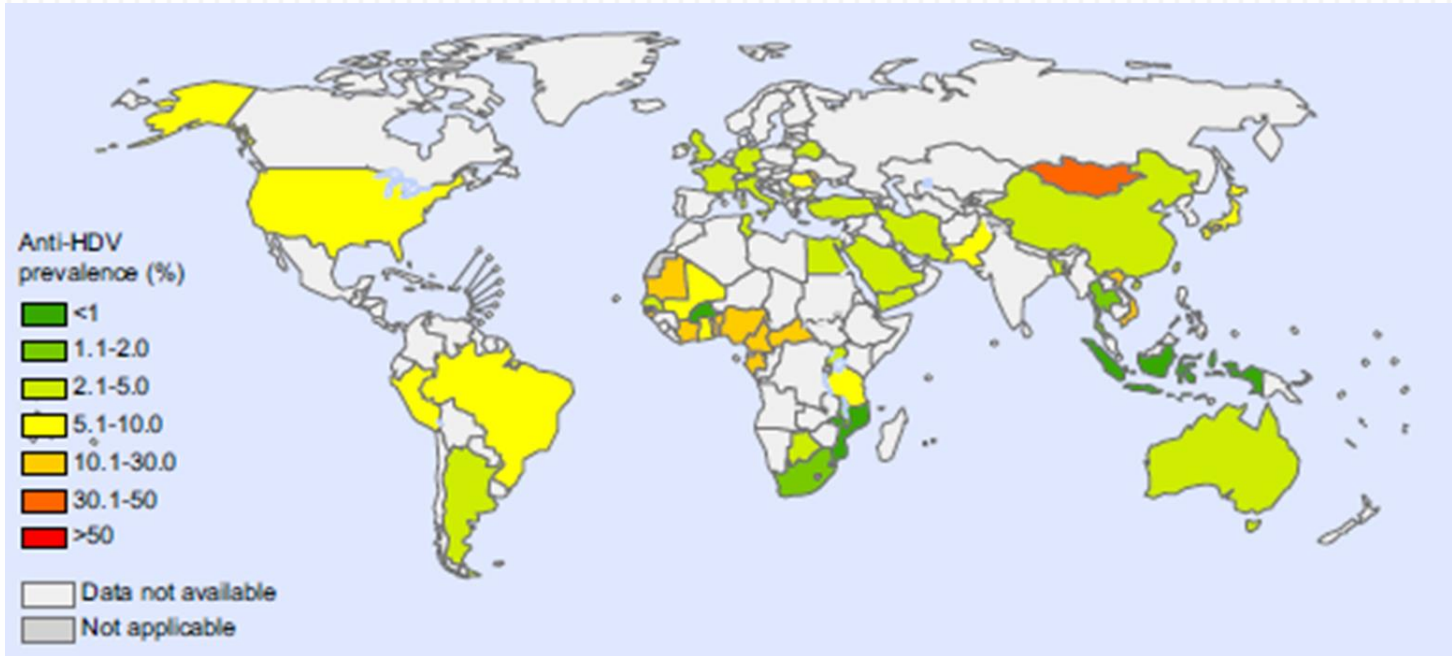 Anti-HDV
prevalence (%)
<1
1.1-2.0
2.1-5.0
5.1-10.0
10.1-30.0
30.1-50
>50
Data not available
Not applicable